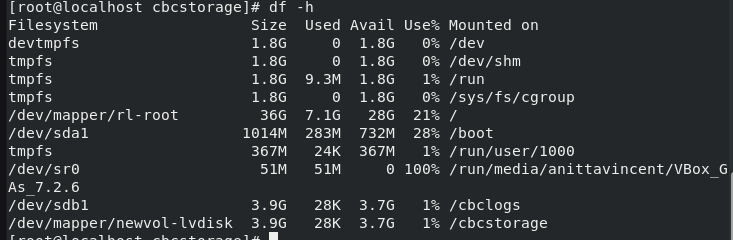 [root@localhost cbcstorage]# df -h
Filesystem                  Size  Used Avail Use% Mounted on
devtmpfs                    1.8G     0  1.8G   0% /dev
tmpfs                       1.8G     0  1.8G   0% /dev/shm
tmpfs                       1.8G  9.3M  1.8G   1% /run
tmpfs                       1.8G     0  1.8G   0% /sys/fs/cgroup
/dev/mapper/rl-root          36G  7.1G   28G  21% /
/dev/sda1                  1014M  283M  732M  28% /boot
tmpfs                       367M   24K  367M   1% /run/user/1000
/dev/sr0                     51M   51M     0 100% /run/media/anittavincent/VBox_G
As_7.2.6
/dev/sdb1                   3.9G   28K  3.7G   1% /cbclogs
/dev/mapper/newvol-lvdisk   3.9G   28K  3.7G   1% /cbcstorage
[root@localhost cbcstorage]#